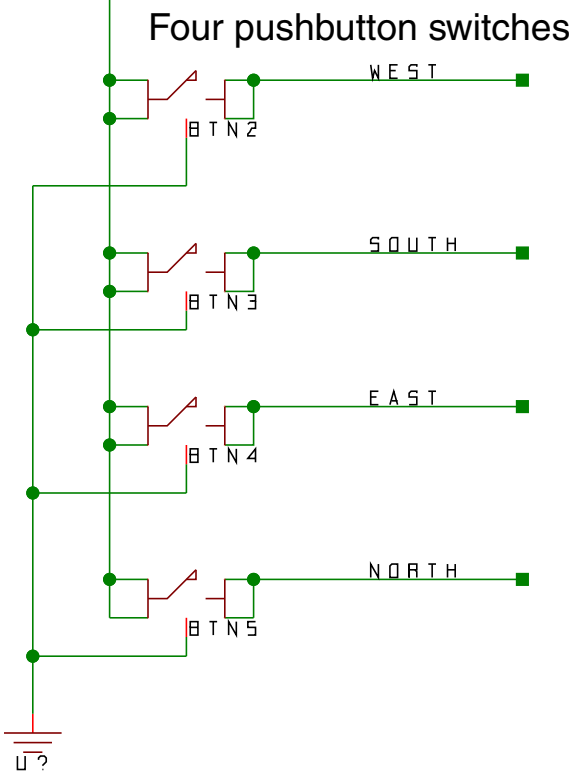 Four pushbutton switches
WEST
BTN2
SOUTH
BTN3
EAST
BTN4
NORTH
BTN5
U?